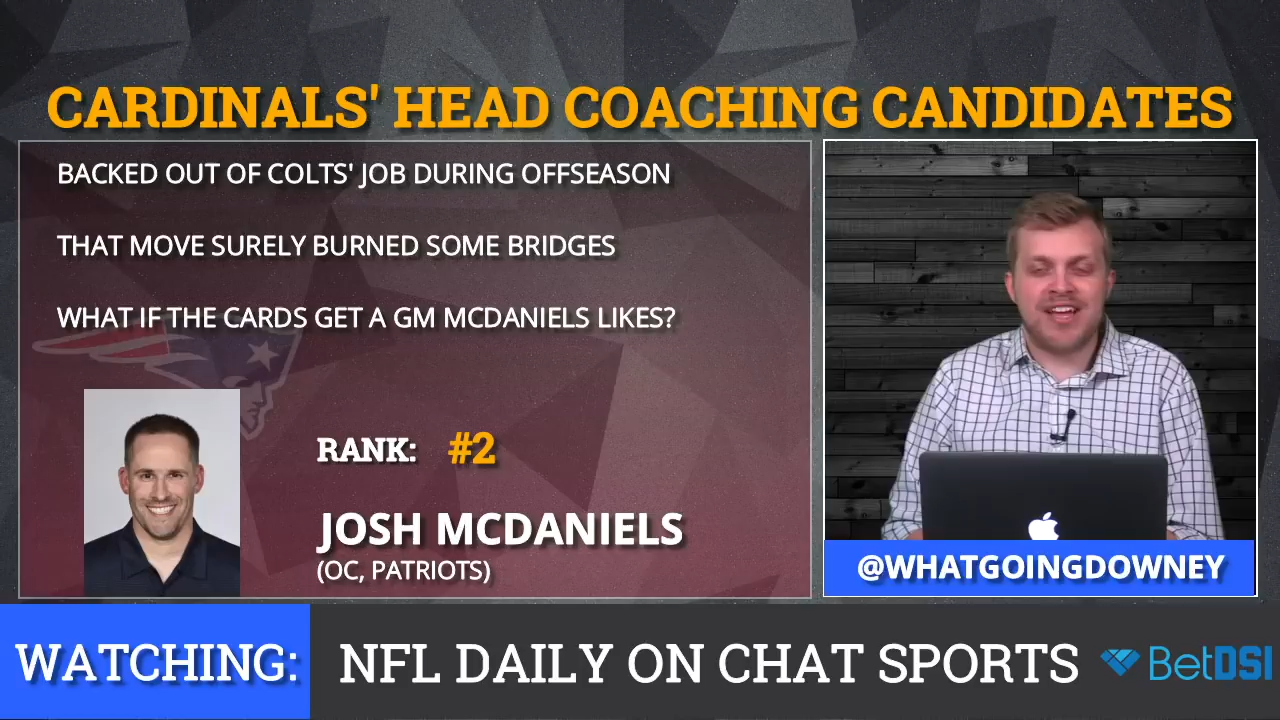 CARDINALS' HEAD COACHING CANDIDATES
BACKED OUT OF COLTS' JOB DURING OFFSEASON
THAT MOVE SURELY BURNED SOME BRIDGES
WHAT IF THE CARDS GET A GM MCDANIELS LIKES?
RANK: #2
JOSH MCDANIELS
(OC, PATRIOTS)
@WHATGOINGDOWNEY
WATCHING: NFL DAILY ON CHAT SPORTS BetDSI